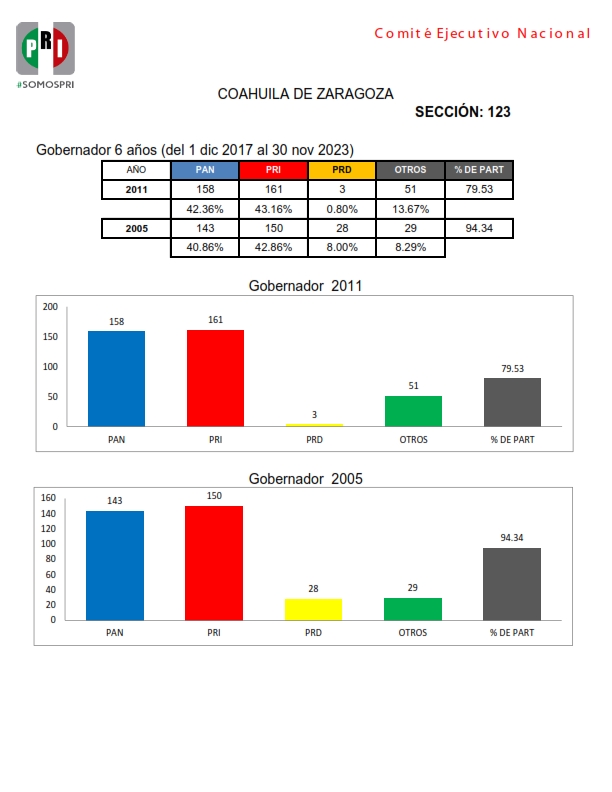 Comité Ejecutivo Nacional
PRI
#SOMOSPRI
COAHUILA DE ZARAGOZA
SECCIÓN: 123
Gobernador 6 años (del 1 dic 2017 al 30 nov 2023)
AÑO PAN PRI PRD OTROS % DE PART
2011 158 161 3 51 79.53
42.36% 43.16% 0.80% 13.67%
2005 143 150 28 29 94.34
40.86% 42.86% 8.00% 8.29%
Gobernador 2011
200
150
100
50
0
158
161
3
51
79.53
PAN PRI PRD OTROS % DE PART
Gobernador 2005
160
140
120
100
80
60
40
20
0
143
150
28
29
94.34
PAN PRI PRD OTROS % DE PART